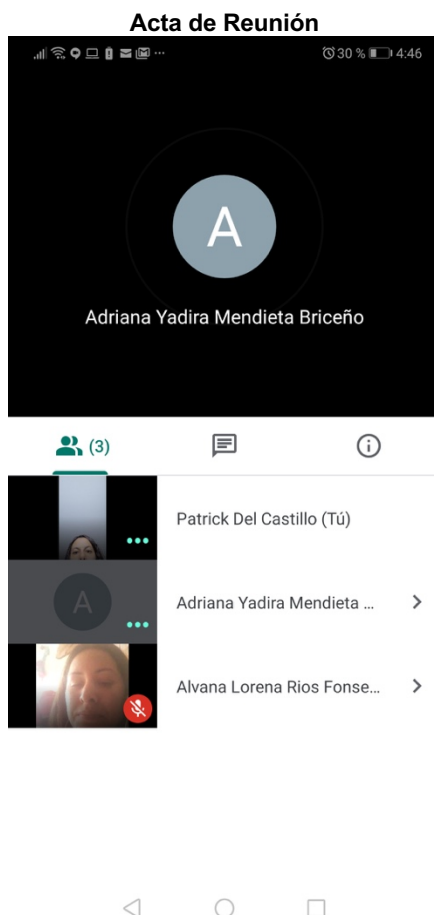 Acta de Reunión
30 % 4:46
A
Adriana Yadira Mendieta Briceño
(3)
Patrick Del Castillo (Tú)
A
Adriana Yadira Mendieta ...
Alvana Lorena Rios Fonse...